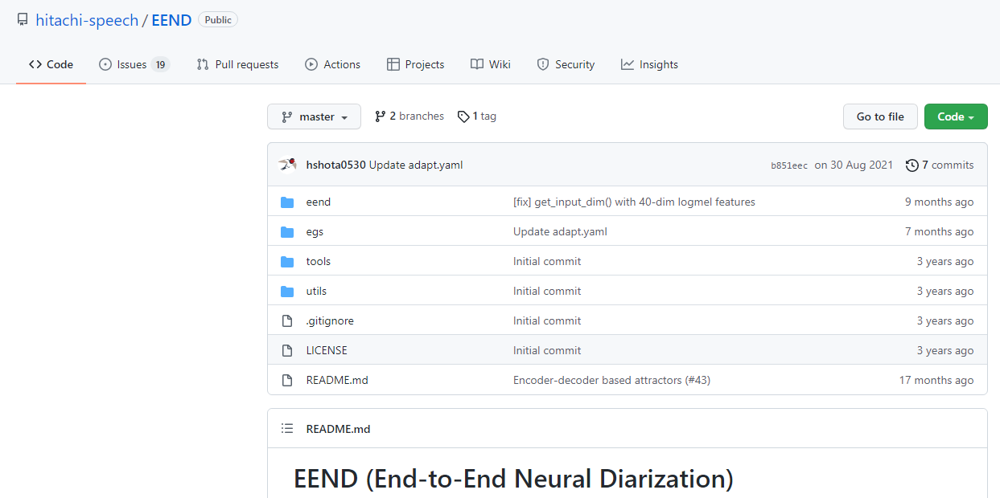 hitachi-speech / EEND Public
Code Issues 19 Pull requests Actions Projects Wiki Security Insights
master 2 branches 1 tag Go to file Code
hshota0530 Update adapt.yaml b851eec on 30 Aug 2021 7 commits
eend [fix] get_input_dim() with 40-dim logmel features 9 months ago
egs Update adapt.yaml 7 months ago
tools Initial commit 3 years ago
utils Initial commit 3 years ago
.gitignore Initial commit 3 years ago
LICENSE Initial commit 3 years ago
README.md Encoder-decoder based attractors (#43) 17 months ago
README.md
EEND (End-to-End Neural Diarization)